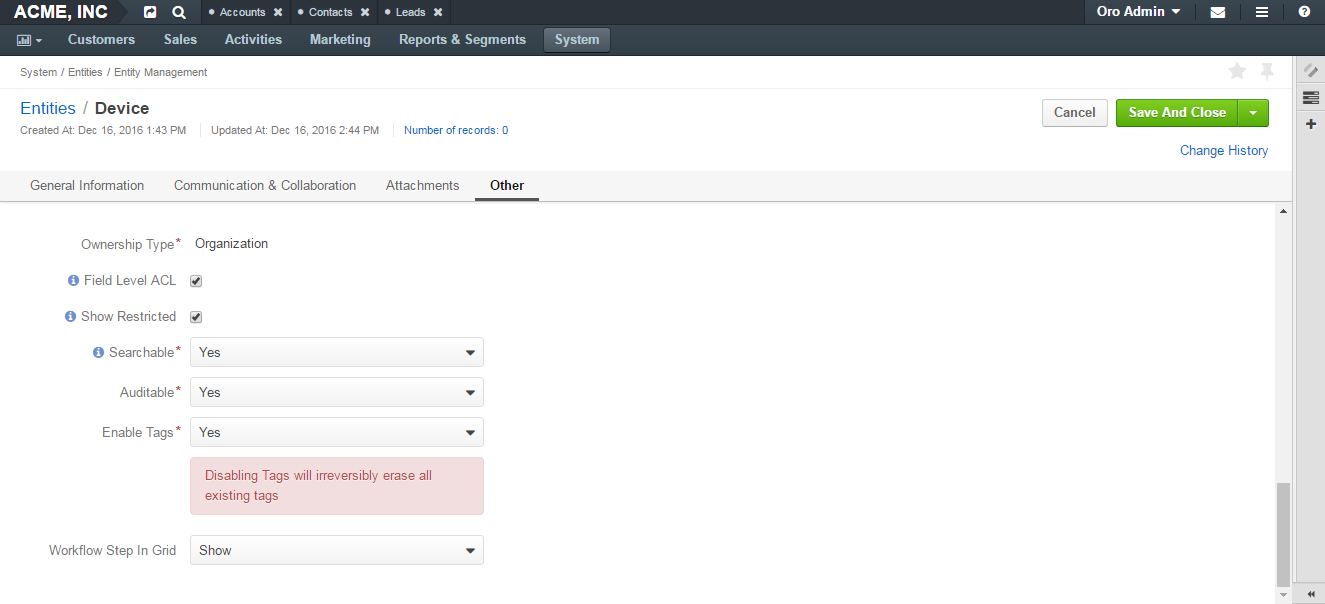 ACME, INC
Accounts
Contacts
Leads
Oro Admin
Customers
Sales
Activities
Marketing
Reports & Segments
System
System / Entities / Entity Management
Entities / Device
Created At: Dec 16, 2016 1:43 PM
Updated At: Dec 16, 2016 2:44 PM
Number of records: 0
Cancel
Save And Close
Change History
General Information
Communication & Collaboration
Attachments
Other
Ownership Type* Organization
Field Level ACL
Show Restricted
Searchable* Yes
Auditable* Yes
Enable Tags* Yes
Disabling Tags will irreversibly erase all
existing tags
Workflow Step In Grid Show